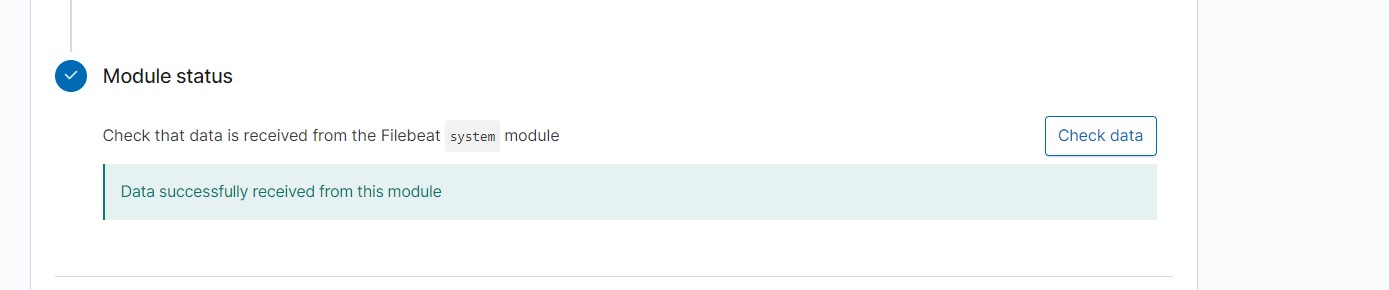 Module status
Check that data is received from the Filebeat system module
Check data
Data successfully received from this module